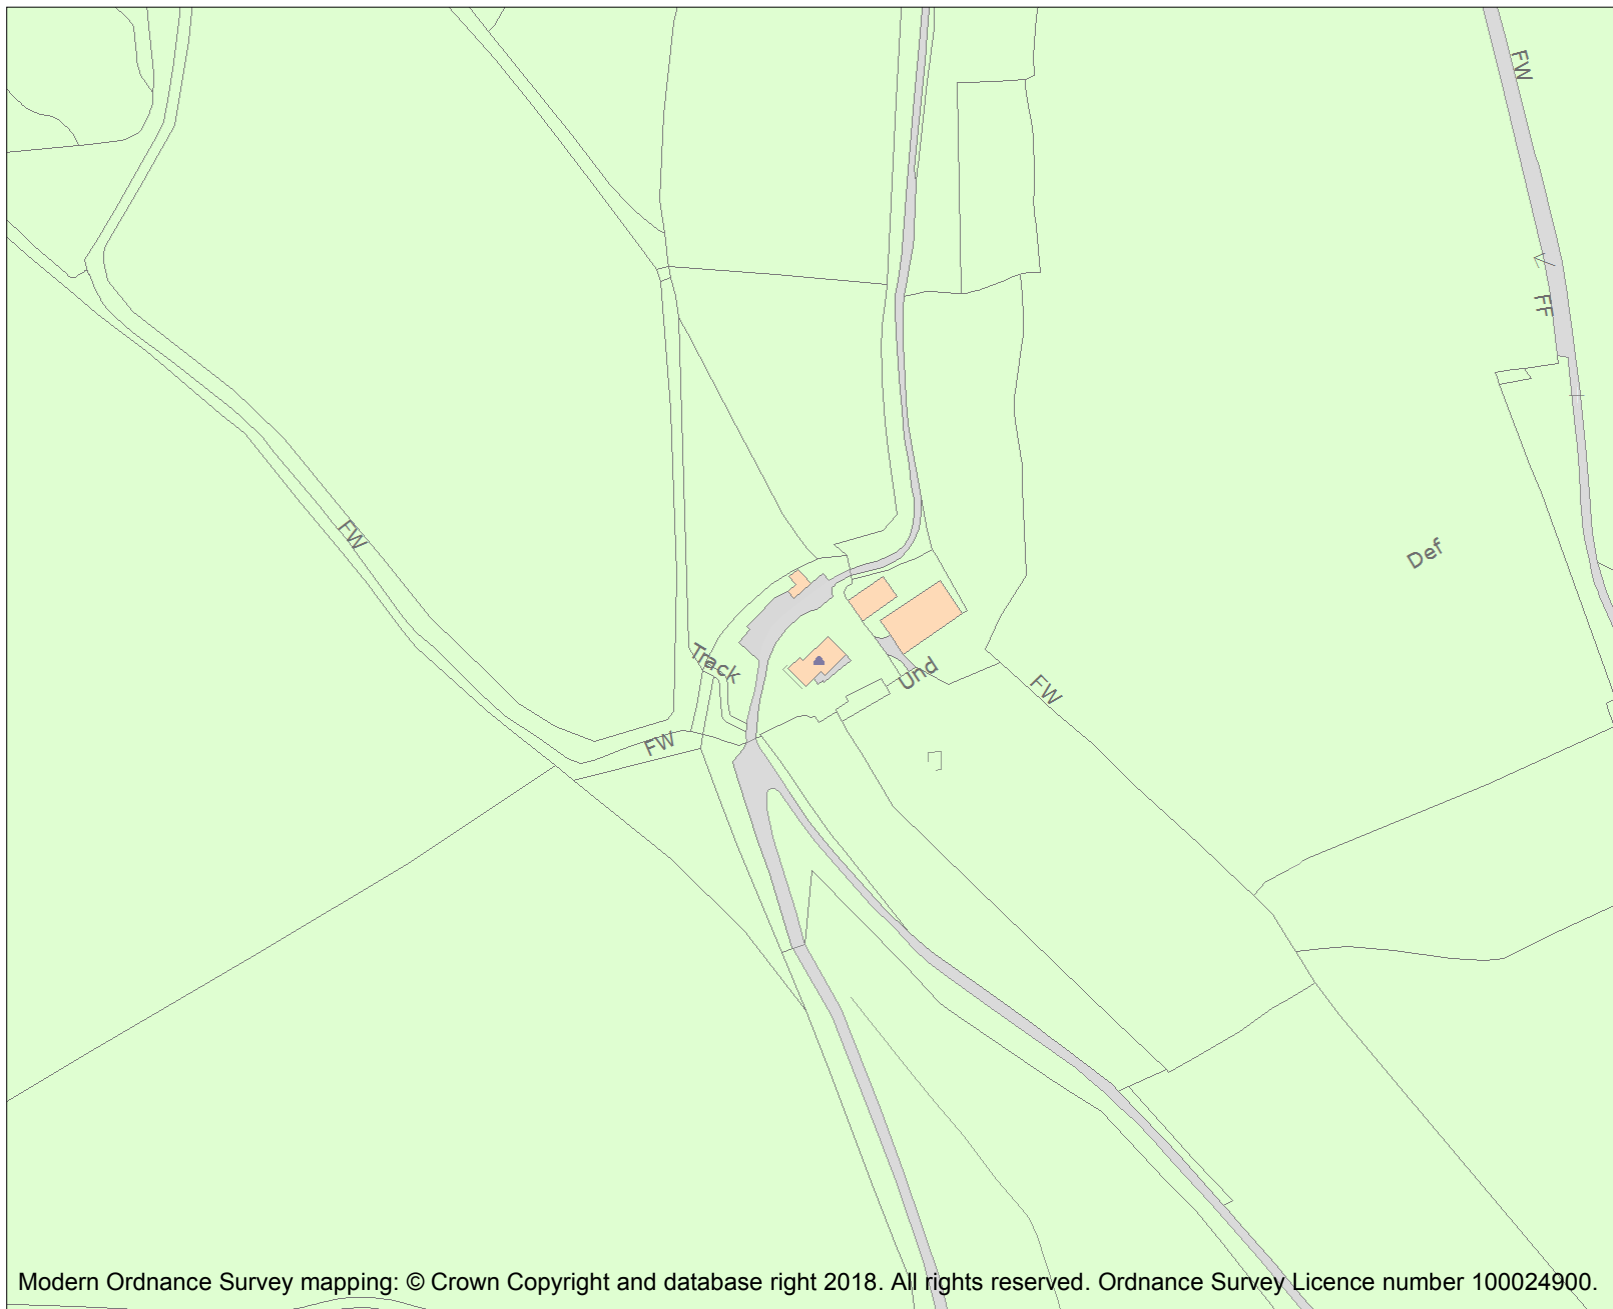 FW
FF
Def
FW
Track
Und
FW
FW
Modern Ordnance Survey mapping: © Crown Copyright and database right 2018. All rights reserved. Ordnance Survey Licence number 100024900.